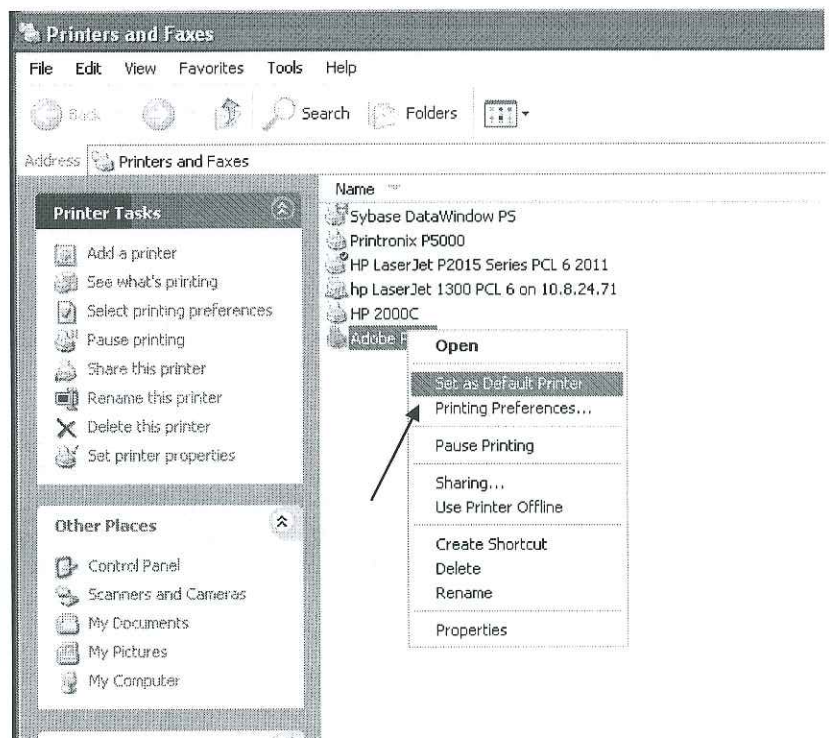 Printers and Faxes
File Edit View Favorites Tools Help
Back Search Folders
Address Printers and Faxes
Printer Tasks
Add a printer
See what's printing
Select printing preferences
Pause printing
Share this printer
Rename this printer
Delete this printer
Set printer properties
Other Places
Control Panel
Scanners and Cameras
My Documents
My Pictures
My Computer
Name
Sybase DataWindow PS
Printronix P5000
HP LaserJet P2015 Series PCL 6 2011
hp LaserJet 1300 PCL 6 on 10.8.24.71
HP 2000C
Adobe
Open
Set as Default Printer
Printing Preferences...
Pause Printing
Sharing...
Use Printer Offline
Create Shortcut
Delete
Rename
Properties